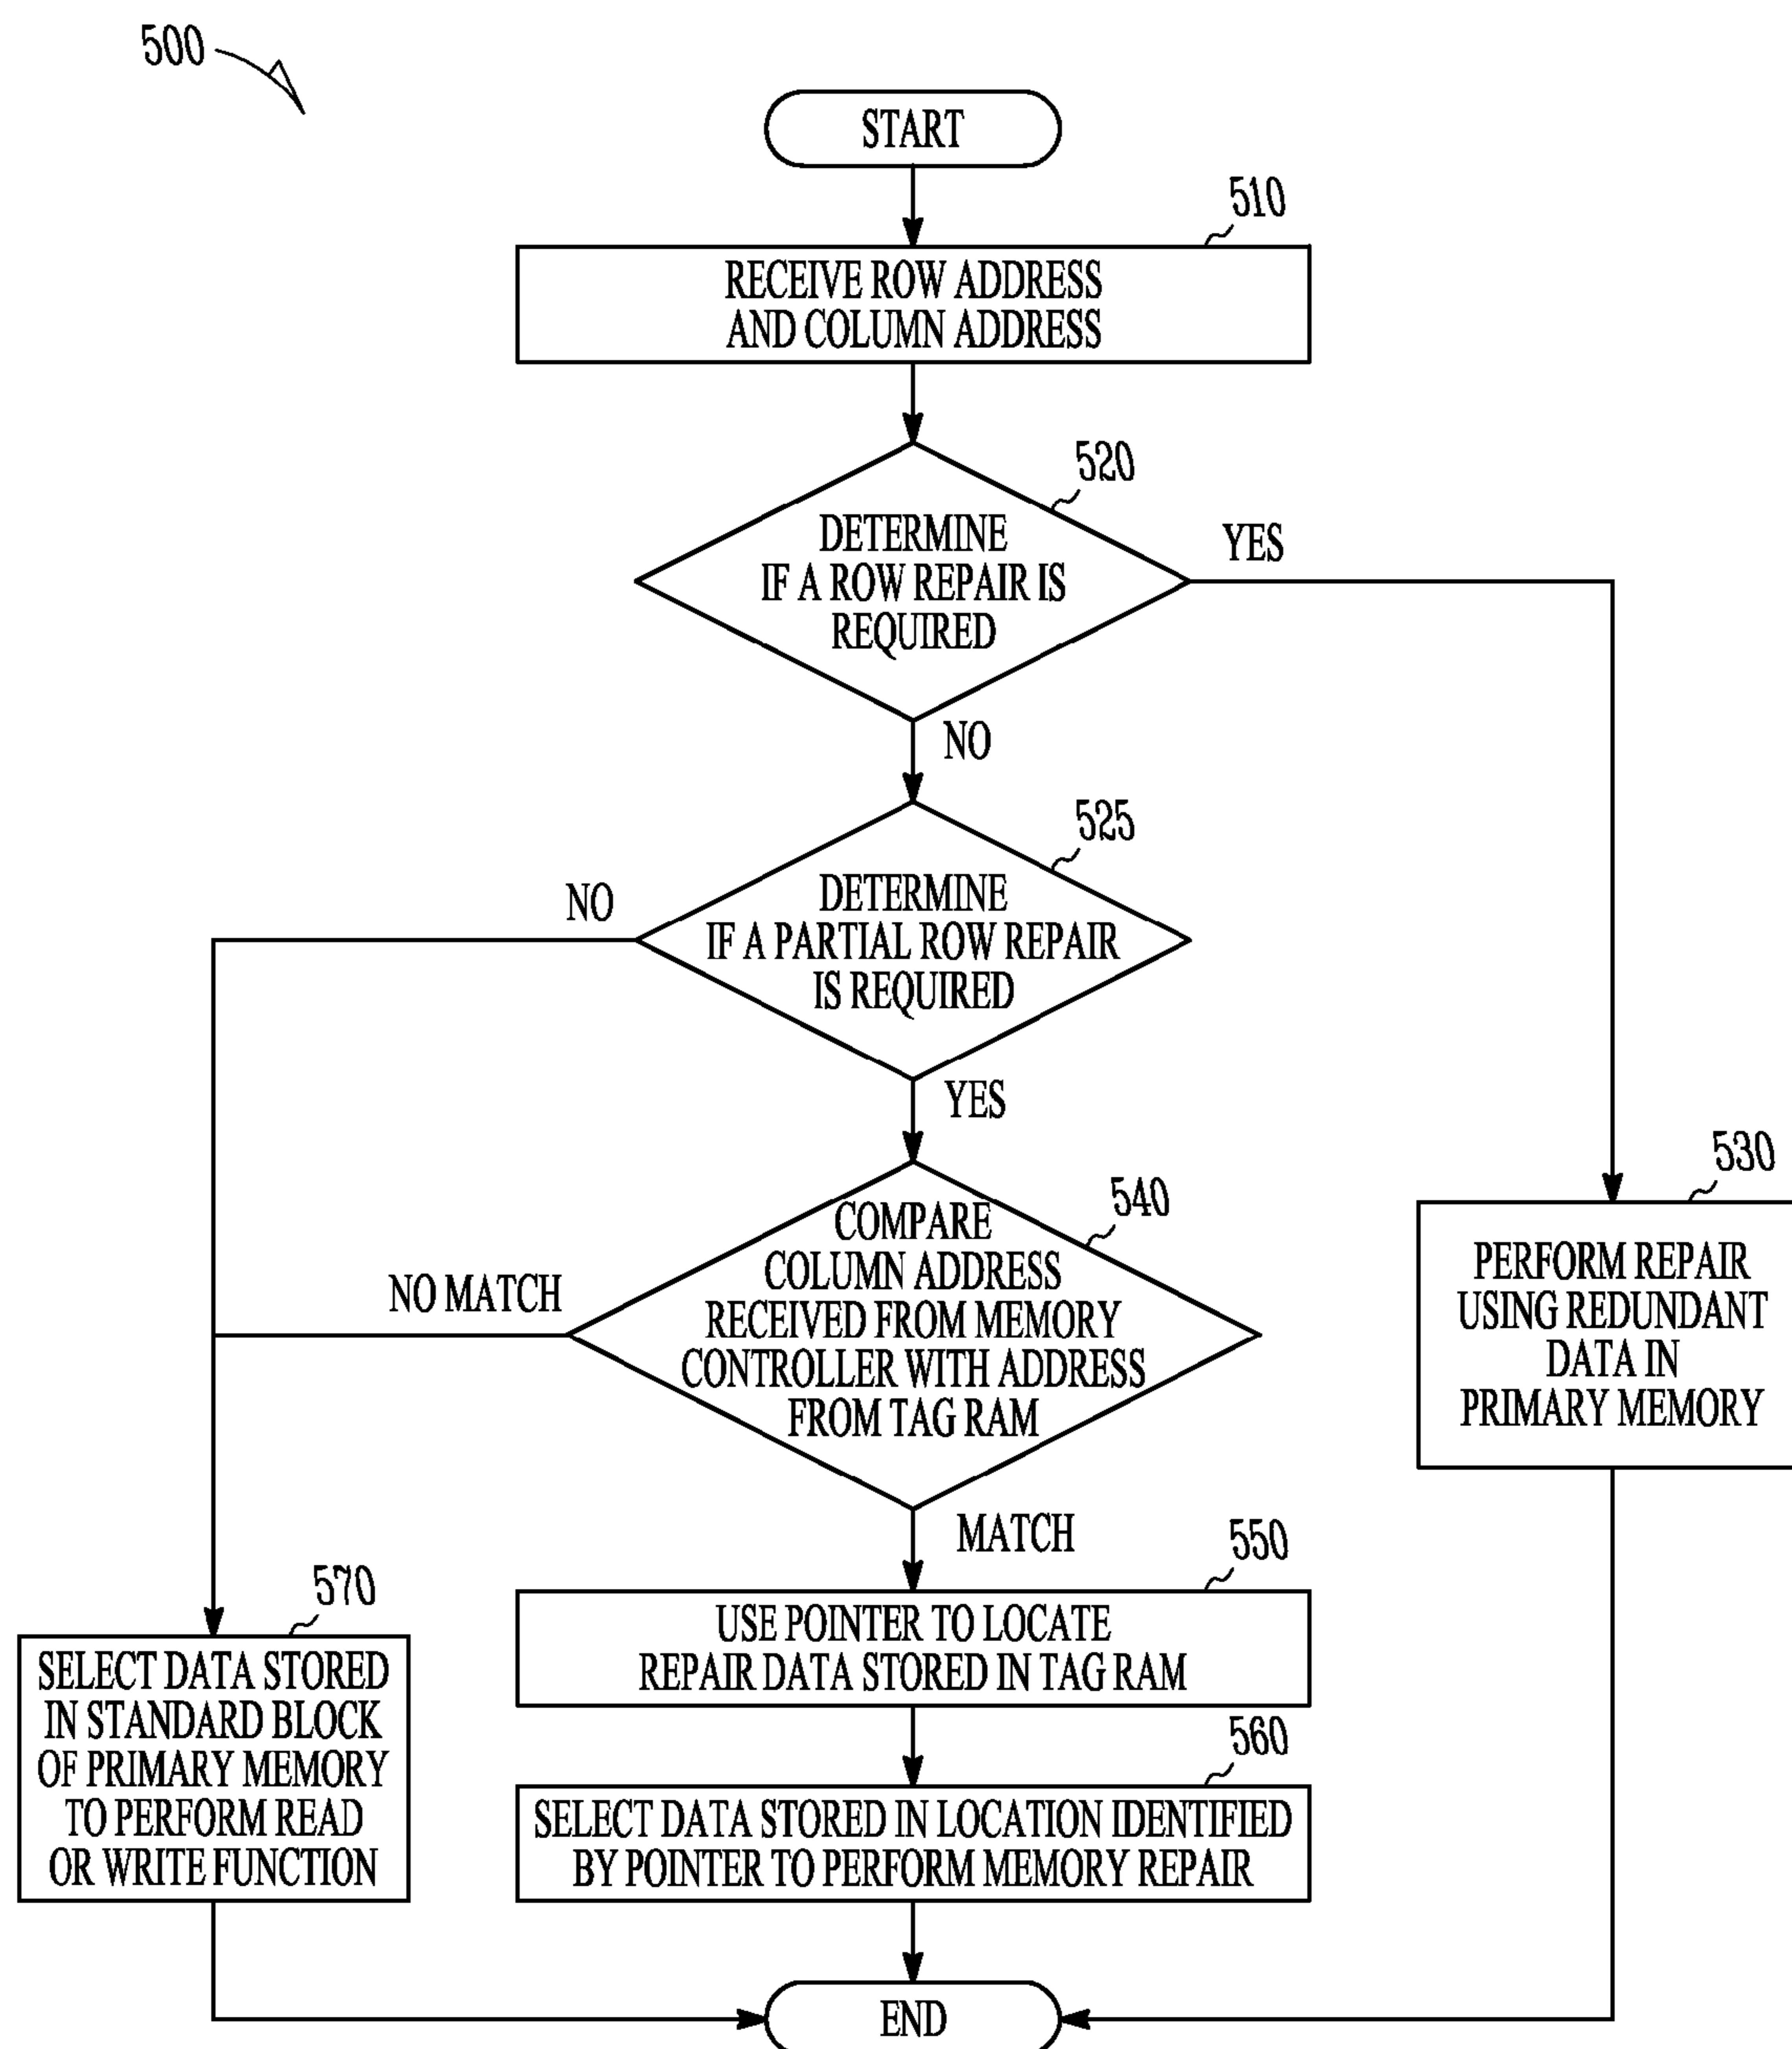 500
START
510
RECEIVE ROW ADDRESS
AND COLUMN ADDRESS
520
DETERMINE
IF A ROW REPAIR IS
REQUIRED
YES
NO
525
DETERMINE
IF A PARTIAL ROW REPAIR
IS REQUIRED
NO
YES
530
PERFORM REPAIR
USING REDUNDANT
DATA IN
PRIMARY MEMORY
540
COMPARE
COLUMN ADDRESS
RECEIVED FROM MEMORY
CONTROLLER WITH ADDRESS
FROM TAG RAM
NO MATCH
MATCH
550
USE POINTER TO LOCATE
REPAIR DATA STORED IN TAG RAM
570
SELECT DATA STORED
IN STANDARD BLOCK
OF PRIMARY MEMORY
TO PERFORM READ
OR WRITE FUNCTION
560
SELECT DATA STORED IN LOCATION IDENTIFIED
BY POINTER TO PERFORM MEMORY REPAIR
END